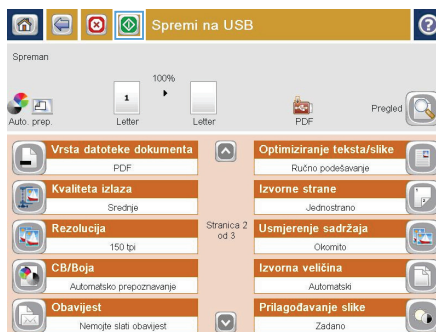 Spremi na USB
Spreman
100%
1
Auto. prep.
Letter
Letter
PDF
Pregled
Vrsta datoteke dokumenta
PDF
Optimiziranje teksta/slike
Ručno podešavanje
Kvaliteta izlaza
Srednje
Izvorne strane
Jednostrano
Stranica 2
od 3
Rezolucija
150 tpi
Usmjerenje sadržaja
Okomito
CB/Boja
Automatsko prepoznavanje
Izvorna veličina
Automatski
Obavijest
Nemojte slati obavijest
Prilagođavanje slike
Zadano